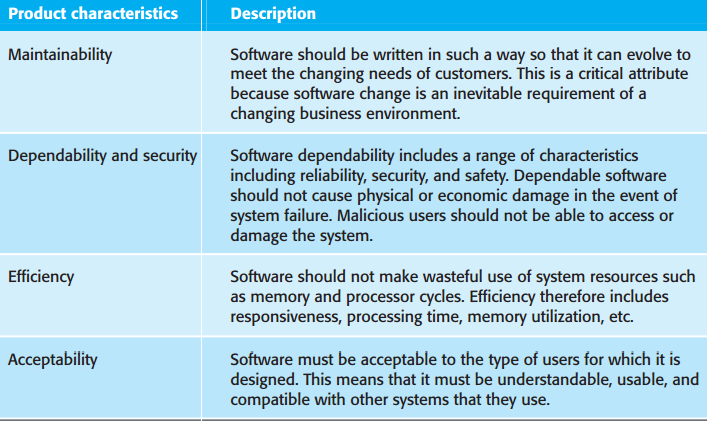 Product characteristics Description
Maintainability Software should be written in such a way so that it can evolve to
meet the changing needs of customers. This is a critical attribute
because software change is an inevitable requirement of a
changing business environment.
Dependability and security Software dependability includes a range of characteristics
including reliability, security, and safety. Dependable software
should not cause physical or economic damage in the event of
system failure. Malicious users should not be able to access or
damage the system.
Efficiency Software should not make wasteful use of system resources such
as memory and processor cycles. Efficiency therefore includes
responsiveness, processing time, memory utilization, etc.
Acceptability Software must be acceptable to the type of users for which it is
designed. This means that it must be understandable, usable, and
compatible with other systems that they use.